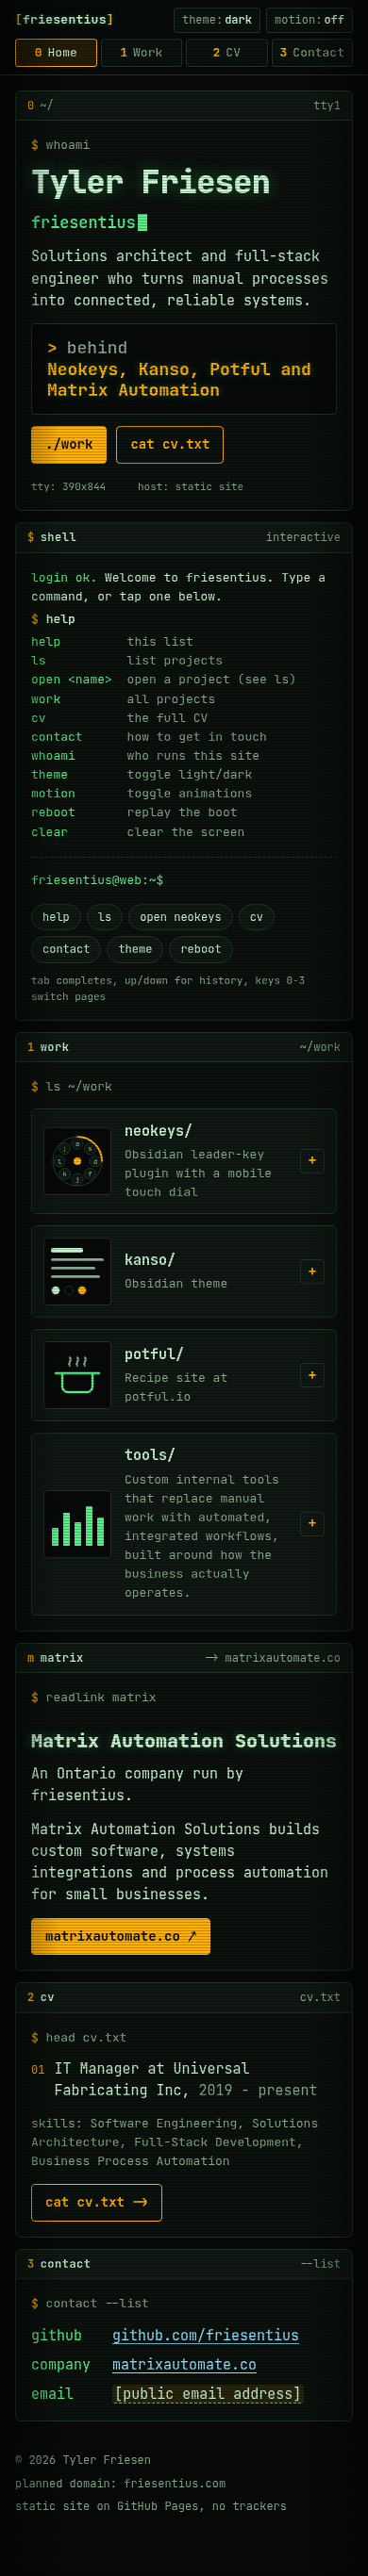 [friesentius]
theme: dark
motion: off
0 Home
1 Work
2 CV
3 Contact
0 ~/
tty1
$ whoami
Tyler Friesen
friesentius
Solutions architect and full-stack
engineer who turns manual processes
into connected, reliable systems.
> behind
Neokeys, Kanso, Potful and
Matrix Automation
./work
cat cv.txt
tty: 390x844
host: static site
$ shell
interactive
login ok. Welcome to friesentius. Type a
command, or tap one below.
$ help
help this list
ls list projects
open <name> open a project (see ls)
work all projects
cv the full CV
contact how to get in touch
whoami who runs this site
theme toggle light/dark
motion toggle animations
reboot replay the boot
clear clear the screen
friesentius@web:~$
help
ls
open neokeys
cv
contact
theme
reboot
tab completes, up/down for history, keys 0-3
switch pages
1 work
~/work
$ ls ~/work
neokeys/
Obsidian leader-key
plugin with a mobile
touch dial
+
kanso/
Obsidian theme
+
potful/
Recipe site at
potful.io
+
tools/
Custom internal tools
that replace manual
work with automated,
integrated workflows,
built around how the
business actually
operates.
+
m matrix
-> matrixautomate.co
$ readlink matrix
Matrix Automation Solutions
An Ontario company run by
friesentius.
Matrix Automation Solutions builds
custom software, systems
integrations and process automation
for small businesses.
matrixautomate.co ↗
2 cv
cv.txt
$ head cv.txt
01 IT Manager at Universal
Fabricating Inc, 2019 - present
skills: Software Engineering, Solutions
Architecture, Full-Stack Development,
Business Process Automation
cat cv.txt ->
3 contact
--list
$ contact --list
github github.com/friesentius
company matrixautomate.co
email [public email address]
© 2026 Tyler Friesen
planned domain: friesentius.com
static site on GitHub Pages, no trackers